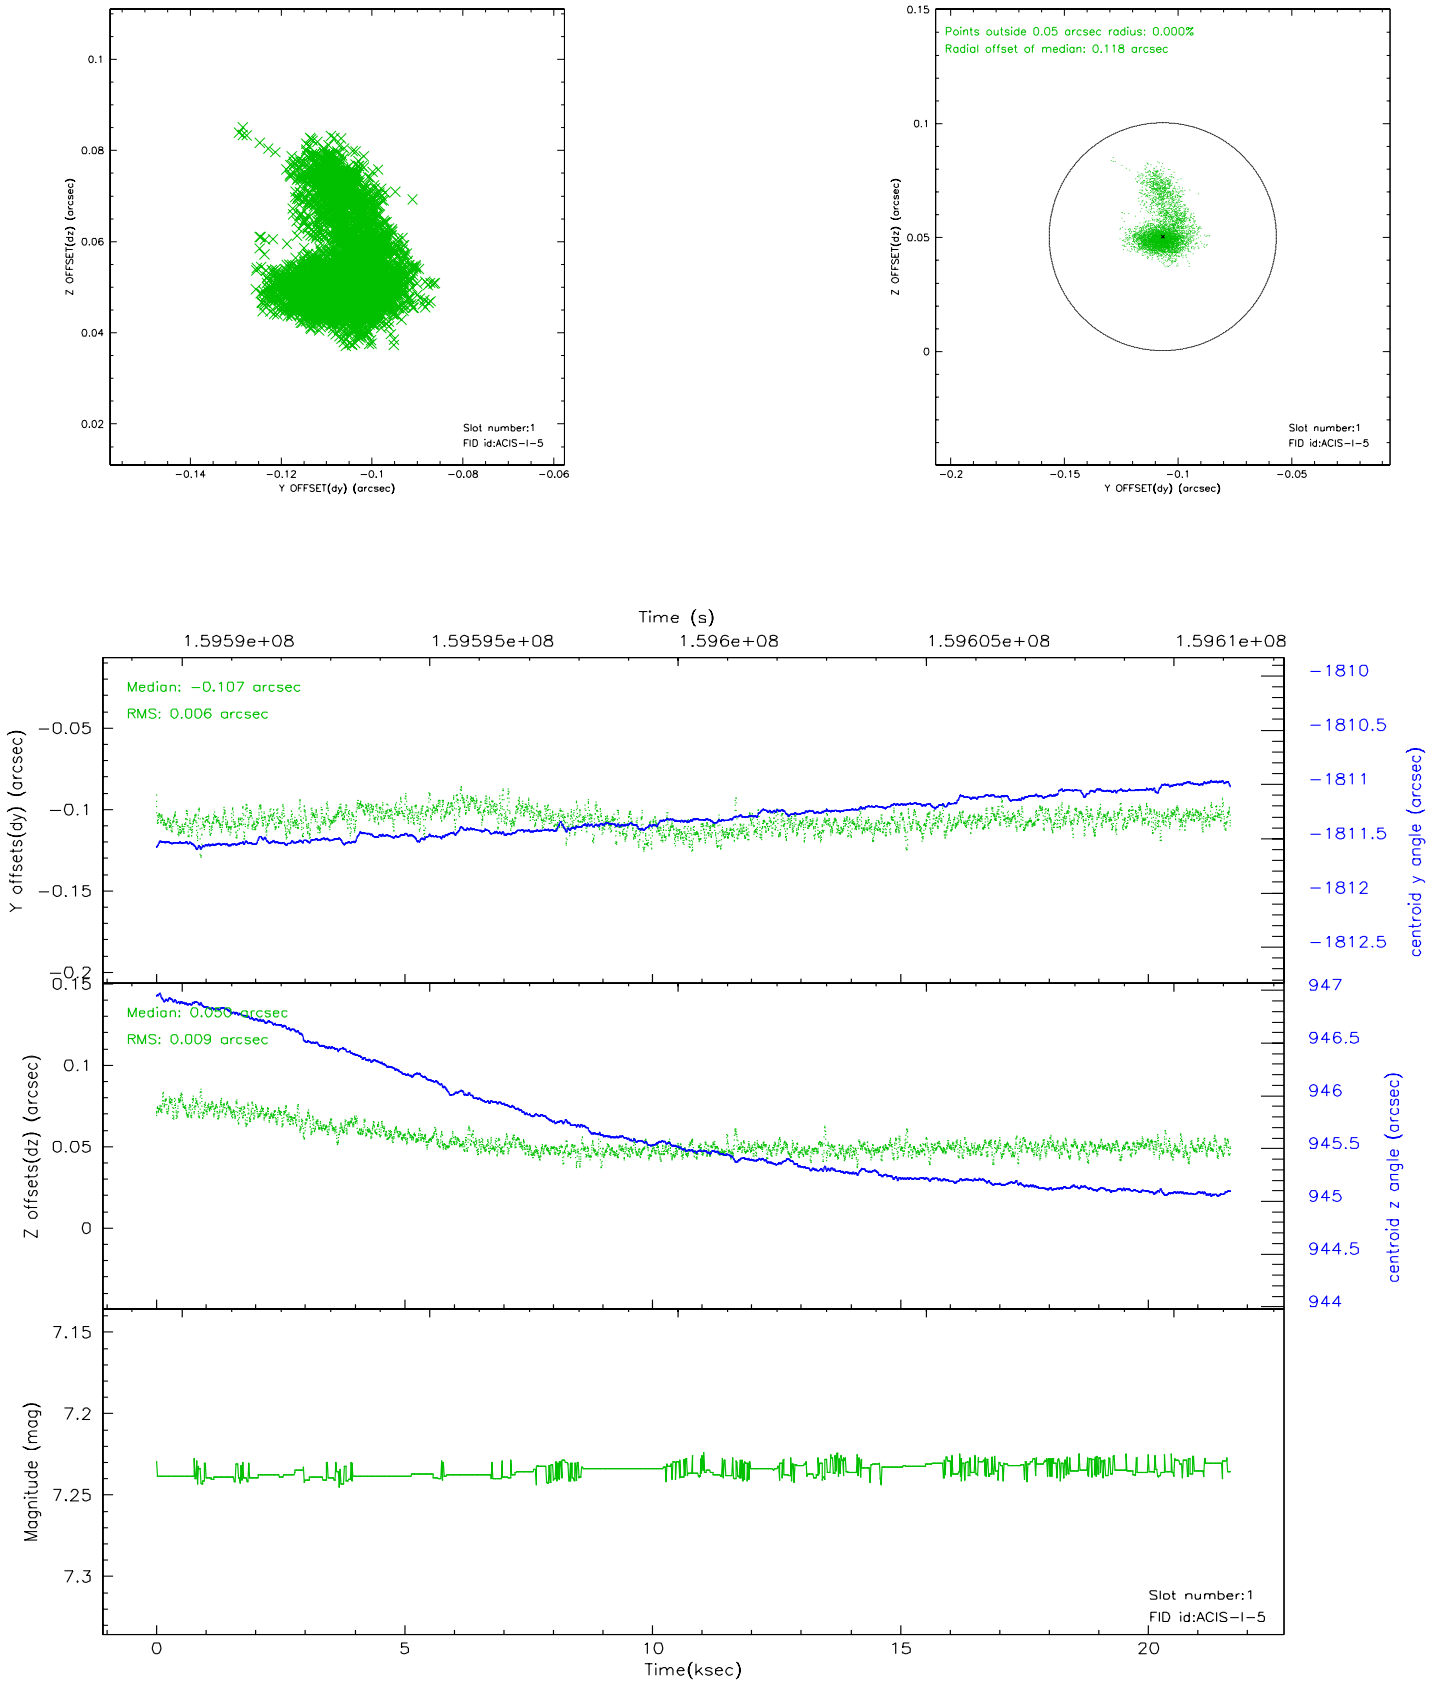 0.1
0.08
0.06
0.04
0.02
Z OFFSET(dz) (arcsec)
−0.14
−0.12
−0.1
−0.08
−0.06
Y OFFSET(dy) (arcsec)
Slot number:1
FID id:ACIS−I−5
Points outside 0.05 arcsec radius: 0.000%
Radial offset of median: 0.118 arcsec
0.15
0.1
0.05
0
Z OFFSET(dz) (arcsec)
−0.2
−0.15
−0.1
−0.05
Y OFFSET(dy) (arcsec)
Slot number:1
FID id:ACIS−I−5
Time (s)
1.5959e+08
1.59595e+08
1.596e+08
1.59605e+08
1.5961e+08
Median: −0.107 arcsec
RMS: 0.006 arcsec
−0.05
−0.1
−0.15
−0.2
Y offsets(dy) (arcsec)
−1810
−1810.5
−1811
−1811.5
−1812
−1812.5
centroid y angle (arcsec)
Median: 0.050 arcsec
RMS: 0.009 arcsec
0.15
0.1
0.05
0
Z offsets(dz) (arcsec)
947
946.5
946
945.5
945
944.5
944
centroid z angle (arcsec)
7.15
7.2
7.25
7.3
Magnitude (mag)
Slot number:1
FID id:ACIS−I−5
0
5
10
15
20
Time(ksec)